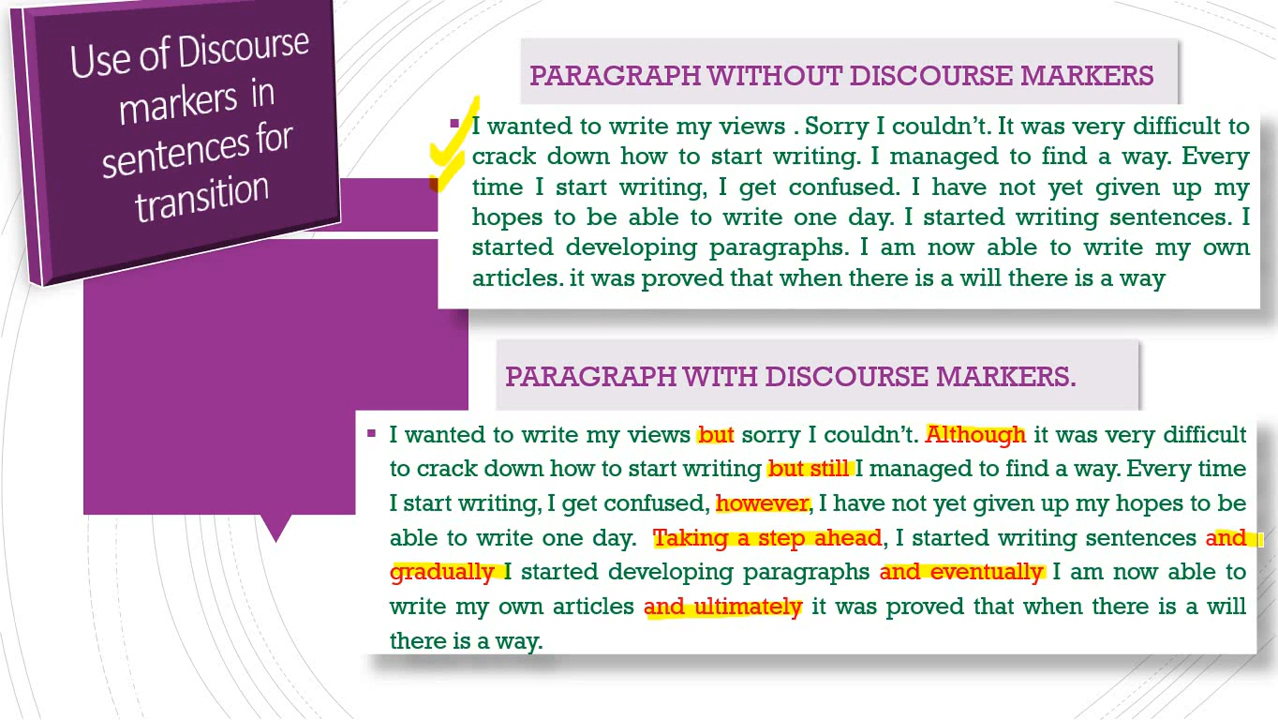 Use of Discourse
markers in
sentences for
transition
PARAGRAPH WITHOUT DISCOURSE MARKERS
I wanted to write my views . Sorry I couldn't. It was very difficult to
crack down how to start writing. I managed to find a way. Every
time I start writing, I get confused. I have not yet given up my
hopes to be able to write one day. I started writing sentences. I
started developing paragraphs. I am now able to write my own
articles. it was proved that when there is a will there is a way
PARAGRAPH WITH DISCOURSE MARKERS.
I wanted to write my views but sorry I couldn't. Although it was very difficult
to crack down how to start writing but still I managed to find a way. Every time
I start writing, I get confused, however, I have not yet given up my hopes to be
able to write one day. Taking a step ahead, I started writing sentences and
gradually I started developing paragraphs and eventually I am now able to
write my own articles and ultimately it was proved that when there is a will
there is a way.